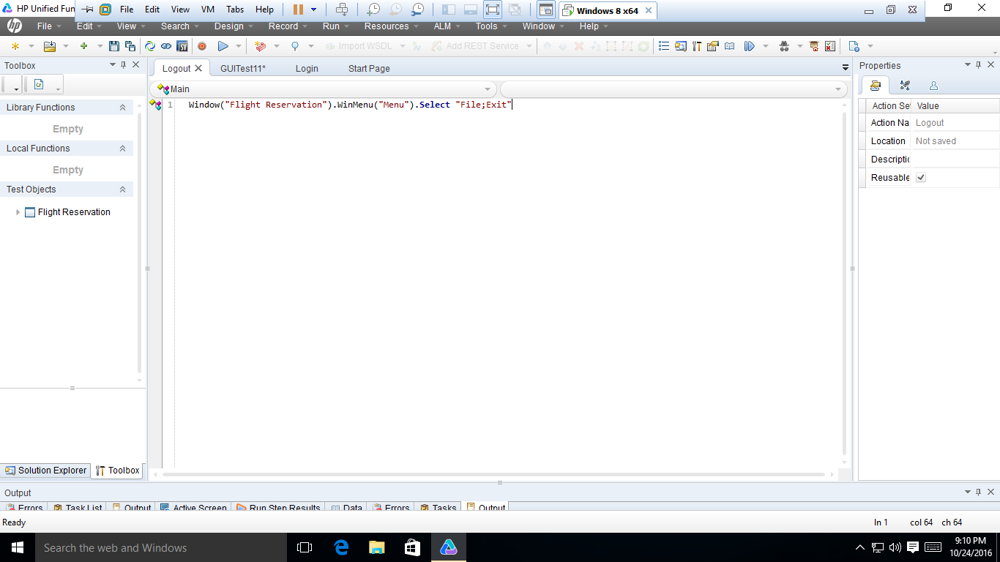 HP Unified Fun
File Edit View VM Tabs Help
Windows 8 x64
hp
File Edit View Search Design Record Run Resources ALM Tools Window Help
Import WSDL
Add REST Service
Toolbox
Logout GUITest11* Login Start Page
Properties
Main
Library Functions
Empty
Local Functions
Empty
Test Objects
Flight Reservation
1 Window("Flight Reservation").WinMenu("Menu").Select "File;Exit"
Action Set Value
Action Na Logout
Location Not saved
Descriptio
Reusable
Solution Explorer Toolbox
Output
Errors Task List Output Active Screen Run Step Results Data Errors Tasks Output
Ready
ln 1 col 64 ch 64
Search the web and Windows
9:10 PM
10/24/2016